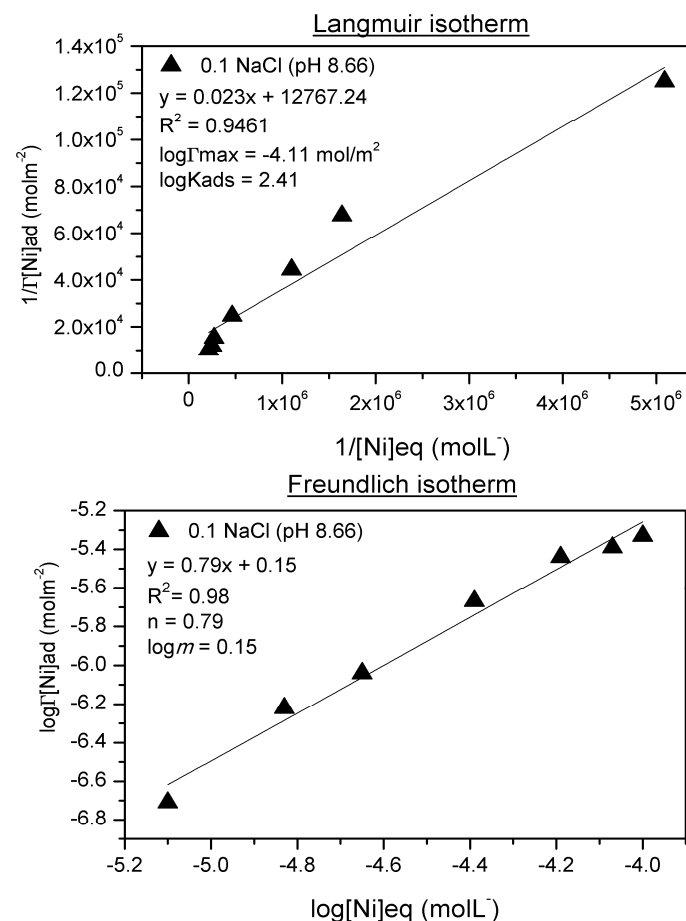 Langmuir isotherm
1.4x10⁵
1.2x10⁵
1.0x10⁵
8.0x10⁴
6.0x10⁴
4.0x10⁴
2.0x10⁴
0.0
1/Γ[Ni]ad (molm⁻²)
▲ 0.1 NaCl (pH 8.66)
y = 0.023x + 12767.24
R² = 0.9461
logΓmax = -4.11 mol/m²
logKads = 2.41
0 1x10⁶ 2x10⁶ 3x10⁶ 4x10⁶ 5x10⁶
1/[Ni]eq (molL⁻)
Freundlich isotherm
-5.2
-5.4
-5.6
-5.8
-6.0
-6.2
-6.4
-6.6
-6.8
logΓ[Ni]ad (molm⁻²)
▲ 0.1 NaCl (pH 8.66)
y = 0.79x + 0.15
R²= 0.98
n = 0.79
logm = 0.15
-5.2 -5.0 -4.8 -4.6 -4.4 -4.2 -4.0
log[Ni]eq (molL⁻)